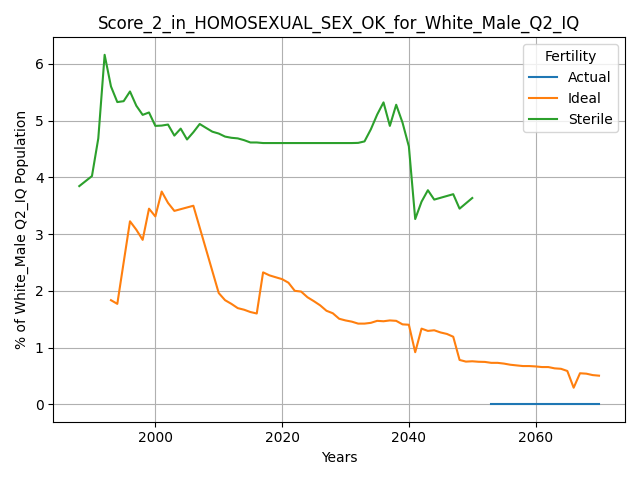 Score_2_in_HOMOSEXUAL_SEX_OK_for_White_Male_Q2_IQ
% of White_Male Q2_IQ Population
6
5
4
3
2
1
0
Fertility
Actual
Ideal
Sterile
2000 2020 2040 2060
Years